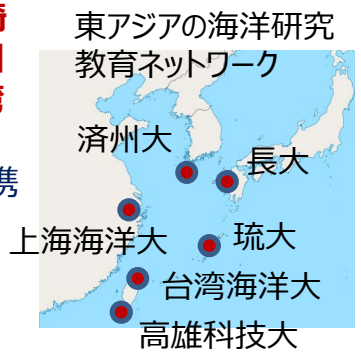 東アジアの海洋研究
教育ネットワーク
携
済州大
長大
上海海洋大
琉大
台湾海洋大
高雄科技大